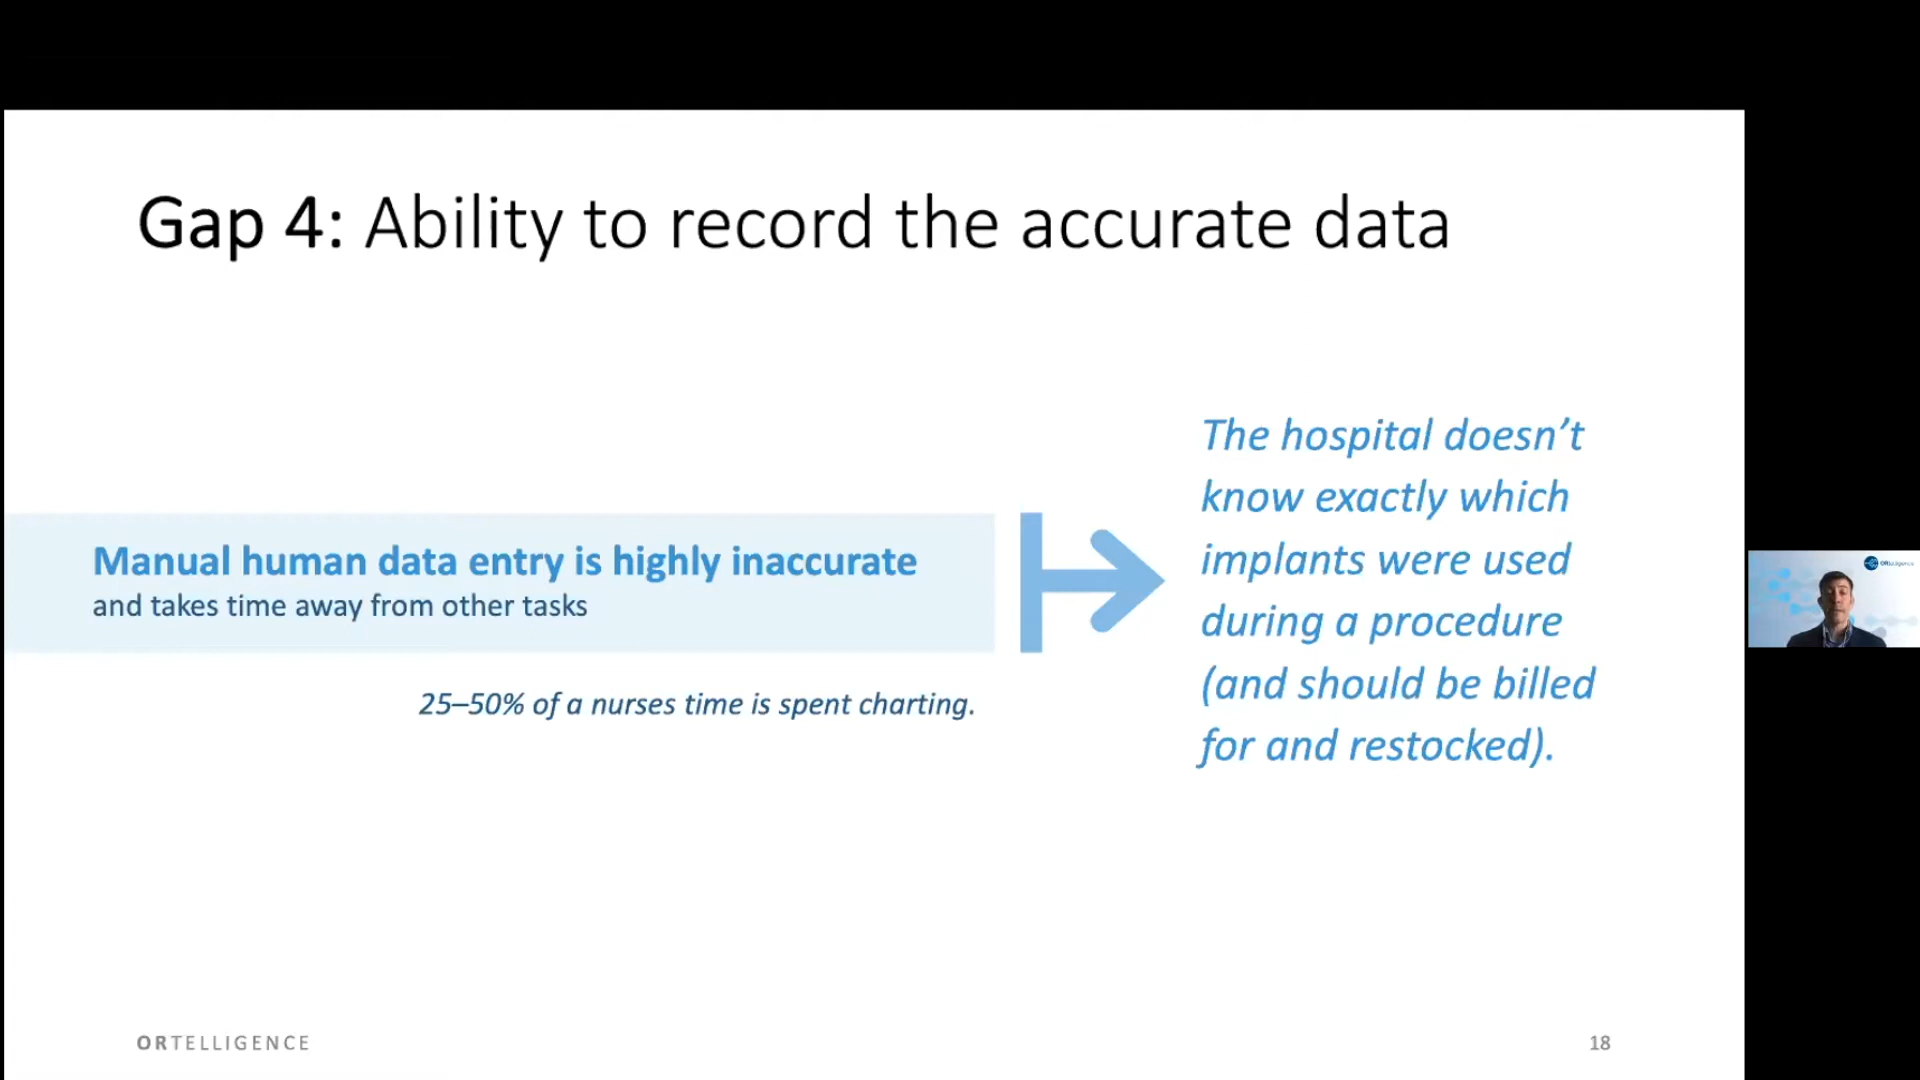 Gap 4: Ability to record the accurate data
Manual human data entry is highly inaccurate
and takes time away from other tasks
25–50% of a nurses time is spent charting.
The hospital doesn’t
know exactly which
implants were used
during a procedure
(and should be billed
for and restocked).
ORTELLIGENCE
18
ORtelligence